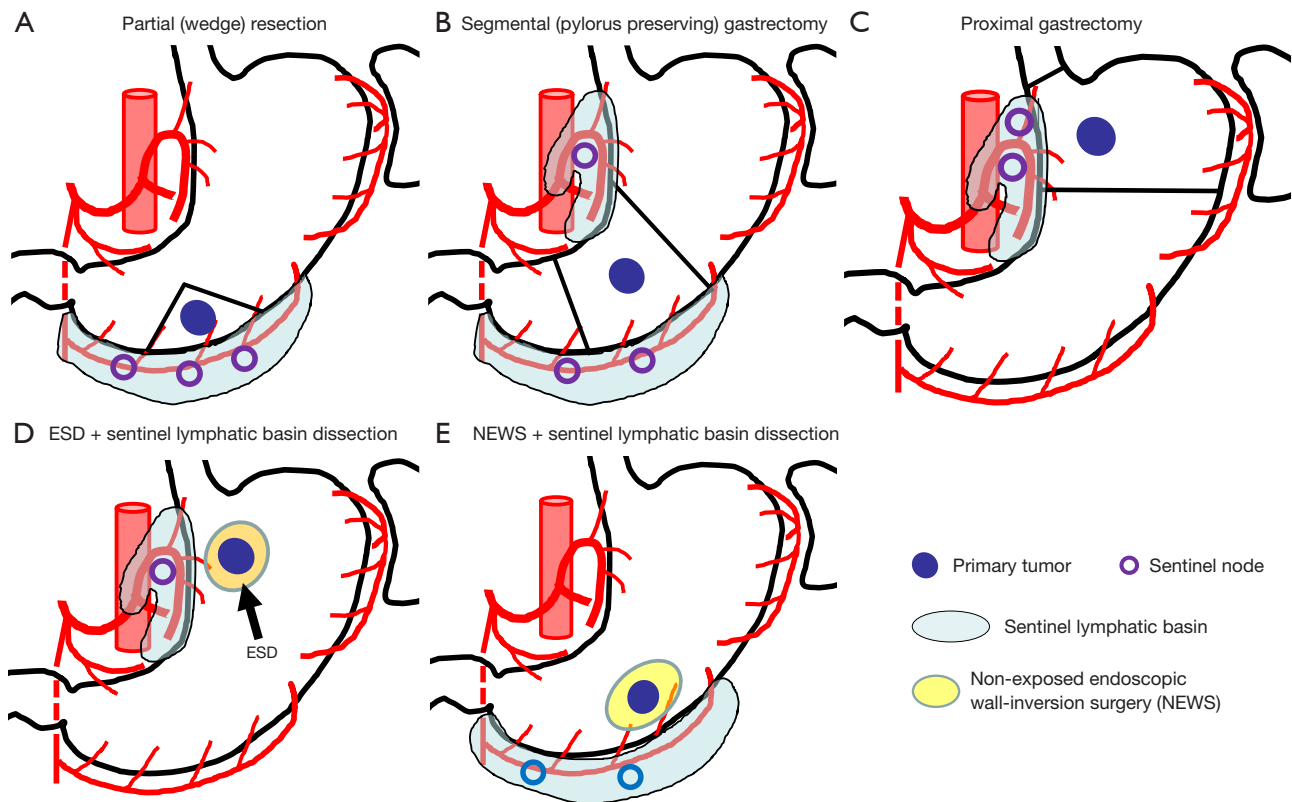 A Partial (wedge) resection
B Segmental (pylorus preserving) gastrectomy
C Proximal gastrectomy
D ESD + sentinel lymphatic basin dissection
ESD
E NEWS + sentinel lymphatic basin dissection
Primary tumor
Sentinel node
Sentinel lymphatic basin
Non-exposed endoscopic
wall-inversion surgery (NEWS)